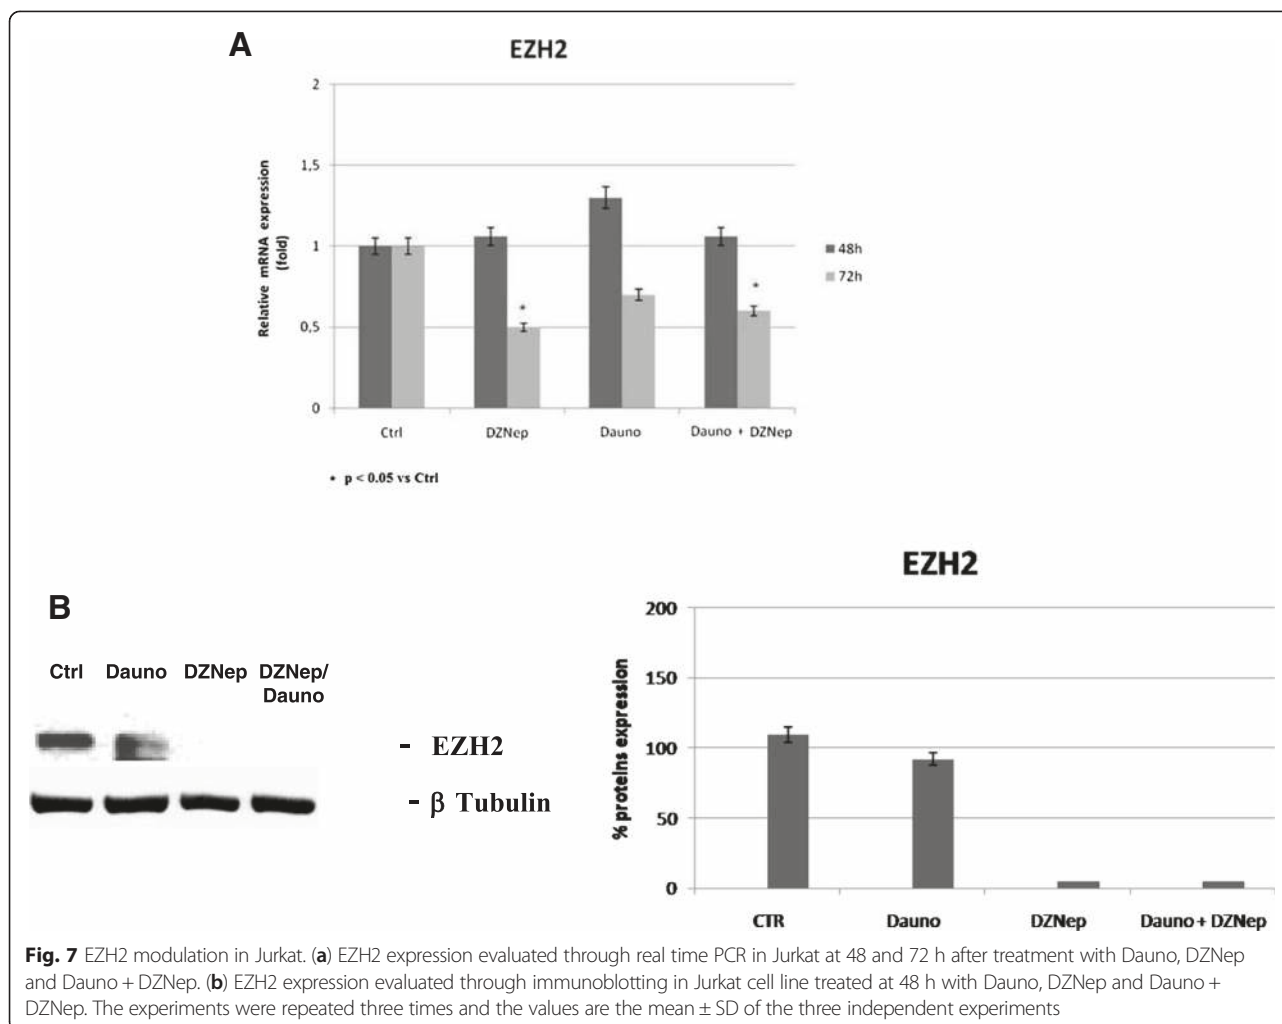 A
EZH2
2
1,5
1
0,5
0
Relative mRNA expression
(fold)
48h
72h
*
*
Ctrl
DZNep
Dauno
Dauno + DZNep
* p < 0.05 vs Ctrl
B
Ctrl
Dauno
DZNep
DZNep/
Dauno
- EZH2
- β Tubulin
EZH2
200
150
100
50
0
% proteins expression
CTR
Dauno
DZNep
Dauno + DZNep
Fig. 7 EZH2 modulation in Jurkat. (a) EZH2 expression evaluated through real time PCR in Jurkat at 48 and 72 h after treatment with Dauno, DZNep
and Dauno + DZNep. (b) EZH2 expression evaluated through immunoblotting in Jurkat cell line treated at 48 h with Dauno, DZNep and Dauno +
DZNep. The experiments were repeated three times and the values are the mean ± SD of the three independent experiments